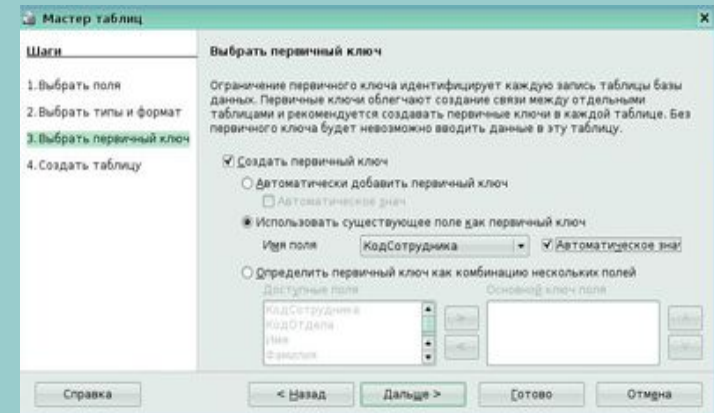 Мастер таблиц
Шаги
1. Выбрать поля
2. Выбрать типы и формат
3. Выбрать первичный ключ
4. Создать таблицу
Выбрать первичный ключ
Ограничение первичного ключа идентифицирует каждую запись таблицы базы
данных. Первичные ключи облегчают создание связи между отдельными
таблицами и рекомендуется создавать первичные ключи в каждой таблице. Без
первичного ключа будет невозможно вводить данные в эту таблицу.
Создать первичный ключ
Автоматически добавить первичный ключ
Автоматическое знач
Использовать существующее поле как первичный ключ
Имя поля КодСотрудника Автоматическое знач
Определить первичный ключ как комбинацию нескольких полей
Доступные поля Основной ключ поля
КодСотрудника
КодОтдела
Имя
Фамилия
> <
Справка < Назад Дальше > Готово Отмена